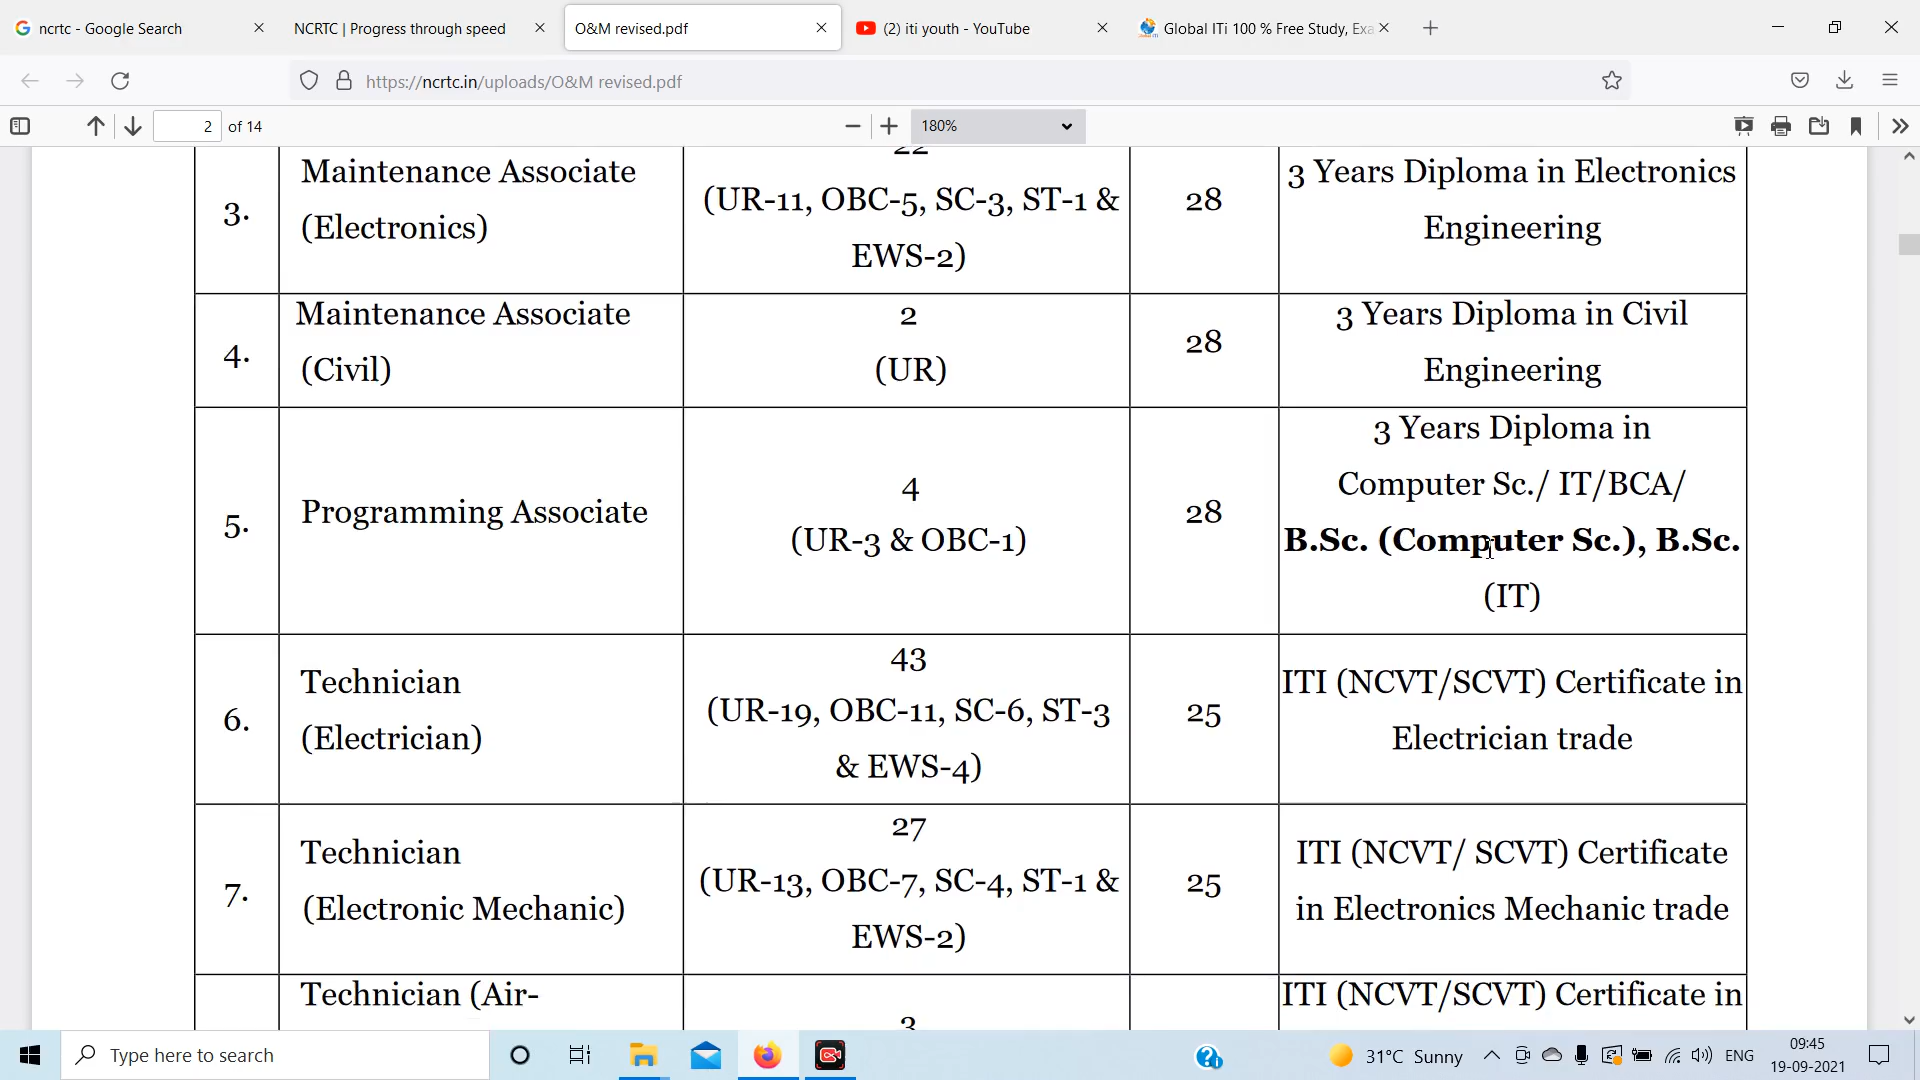 ncrtc - Google Search
NCRTC | Progress through speed
O&M revised.pdf
(2) iti youth - YouTube
Global ITi 100 % Free Study, Exa
https://ncrtc.in/uploads/O&M revised.pdf
2 of 14
180%
3.
Maintenance Associate
(Electronics)
22
(UR-11, OBC-5, SC-3, ST-1 &
EWS-2)
28
3 Years Diploma in Electronics
Engineering
4.
Maintenance Associate
(Civil)
2
(UR)
28
3 Years Diploma in Civil
Engineering
5.
Programming Associate
4
(UR-3 & OBC-1)
28
3 Years Diploma in
Computer Sc./ IT/BCA/
B.Sc. (Computer Sc.), B.Sc.
(IT)
6.
Technician
(Electrician)
43
(UR-19, OBC-11, SC-6, ST-3
& EWS-4)
25
ITI (NCVT/SCVT) Certificate in
Electrician trade
7.
Technician
(Electronic Mechanic)
27
(UR-13, OBC-7, SC-4, ST-1 &
EWS-2)
25
ITI (NCVT/ SCVT) Certificate
in Electronics Mechanic trade
Technician (Air-
3
ITI (NCVT/SCVT) Certificate in
Type here to search
31°C Sunny
ENG
09:45
19-09-2021